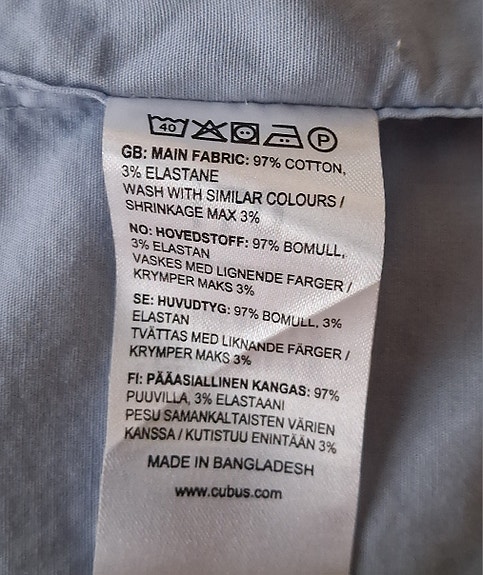 40 P
GB: MAIN FABRIC: 97% COTTON,
3% ELASTANE
WASH WITH SIMILAR COLOURS /
SHRINKAGE MAX 3%
NO: HOVEDSTOFF: 97% BOMULL,
3% ELASTAN
VASKES MED LIGNENDE FARGER /
KRYMPER MAKS 3%
SE: HUVUDTYG: 97% BOMULL, 3%
ELASTAN
TVÄTTAS MED LIKNANDE FÄRGER /
KRYMPER MAKS 3%
FI: PÄÄASIALLINEN KANGAS: 97%
PUUVILLA, 3% ELASTAANI
PESU SAMANKALTAISTEN VÄRIEN
KANSSA / KUTISTUU ENINTÄÄN 3%
MADE IN BANGLADESH
www.cubus.com